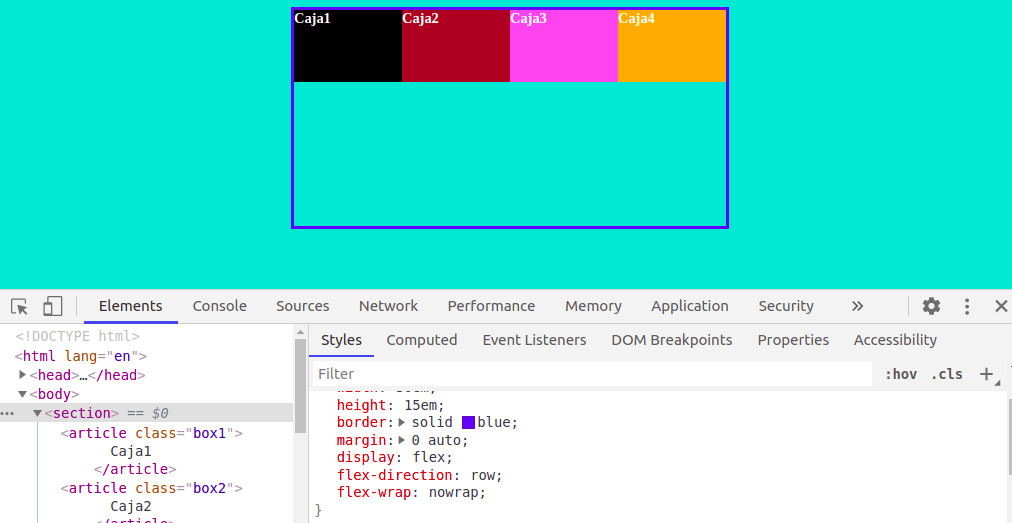 Caja1 Caja2 Caja3 Caja4
Elements Console Sources Network Performance Memory Application Security
<!DOCTYPE html>
<html lang="en">
<head>…</head>
<body>
<section> == $0
<article class="box1">
Caja1
</article>
<article class="box2">
Caja2
</article>
Styles Computed Event Listeners DOM Breakpoints Properties Accessibility
Filter :hov .cls
height: 15em;
border: solid blue;
margin: 0 auto;
display: flex;
flex-direction: row;
flex-wrap: nowrap;
}